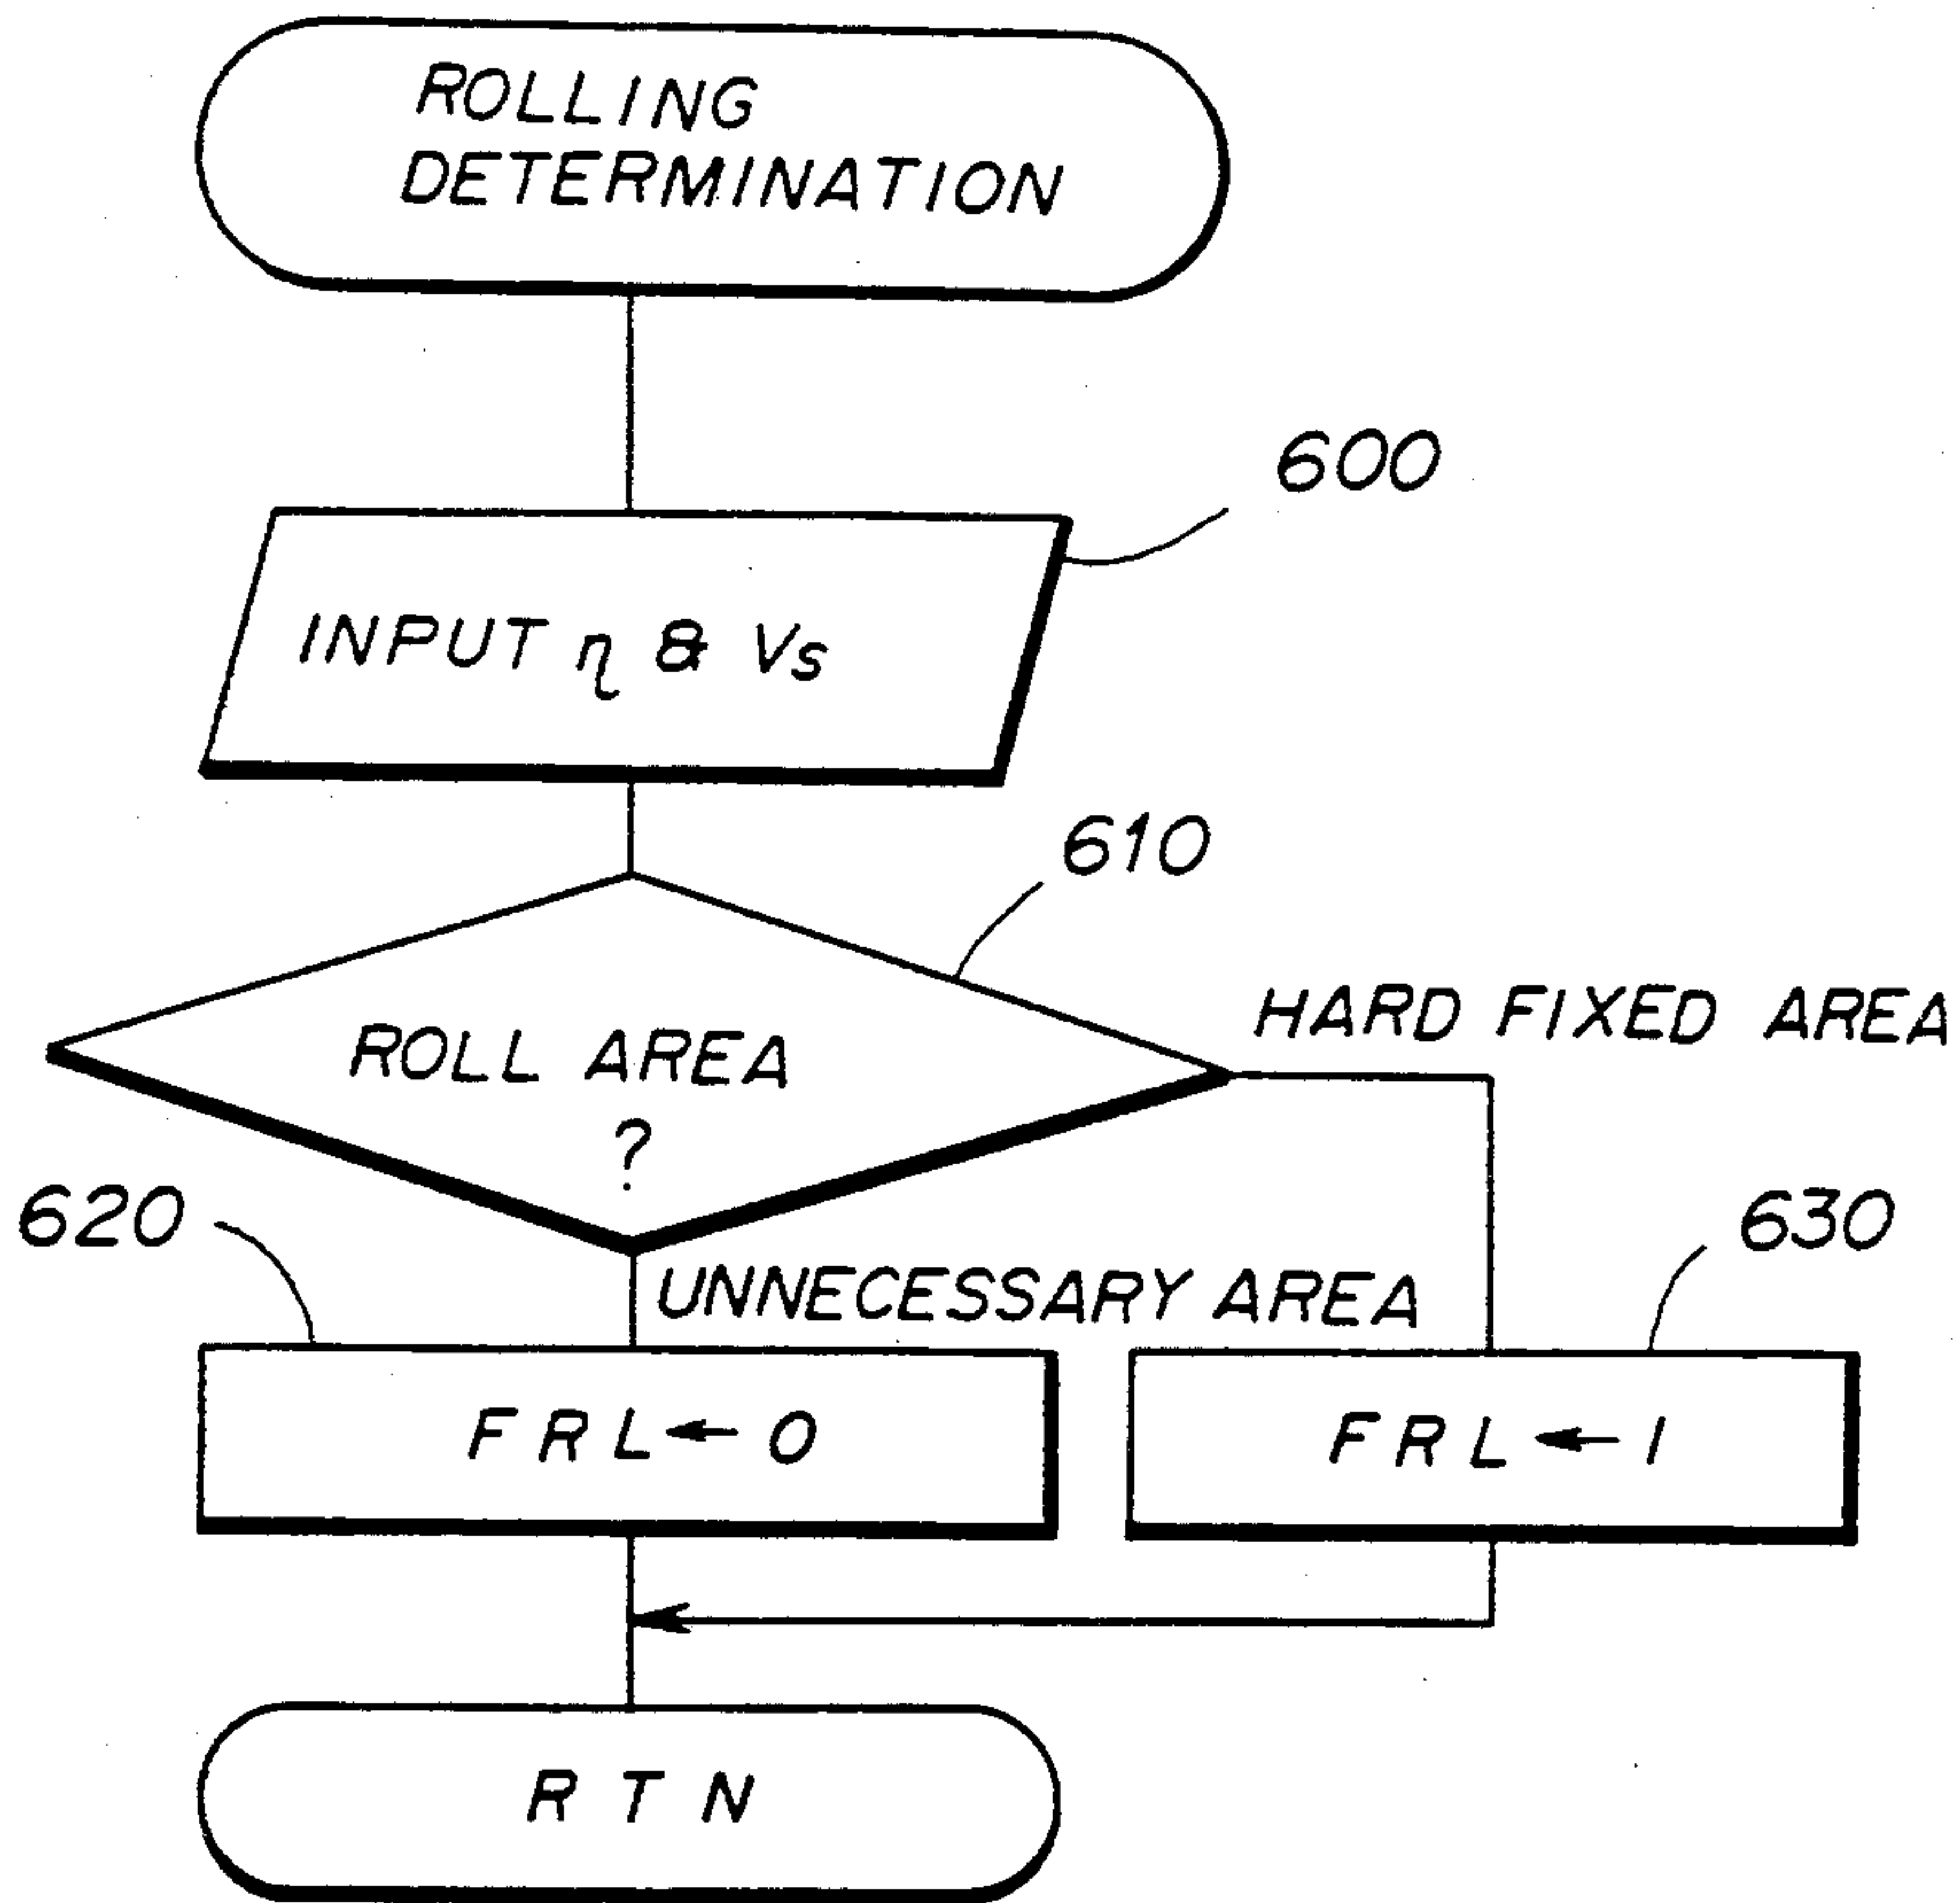 ROLLING
DETERMINATION
600
INPUT η & Vs
610
HARD FIXED AREA
ROLL AREA
?
620
630
UNNECESSARY AREA
FRL ← 0
FRL ← 1
RTN